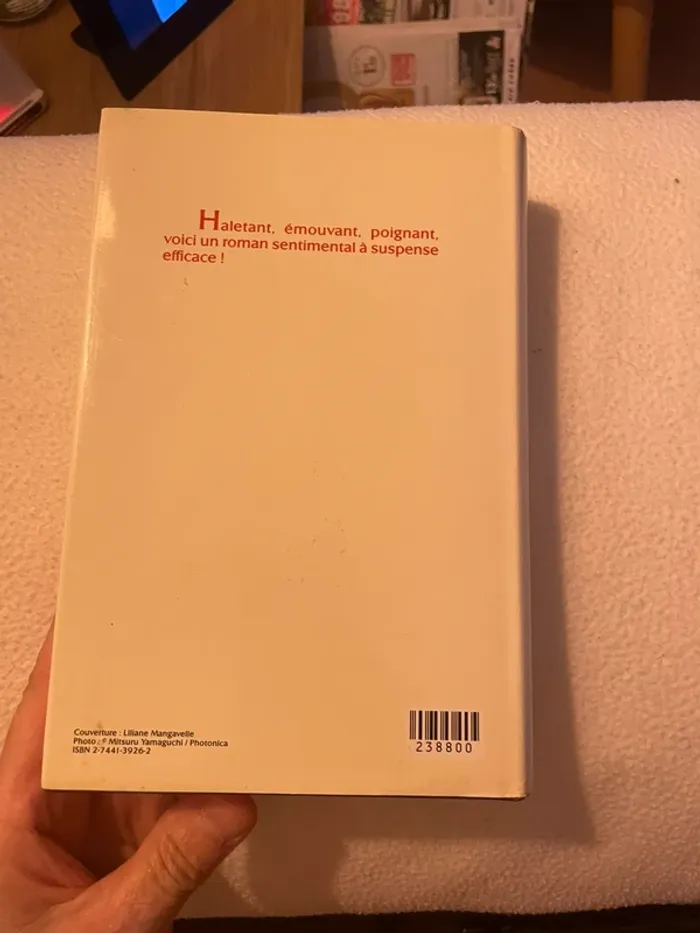 Haletant, émouvant, poignant,
voici un roman sentimental à suspense
efficace !
Couverture : Liliane Mangavelle
Photo : © Mitsuru Yamaguchi / Photonica
ISBN 2-7441-3926-2
238800